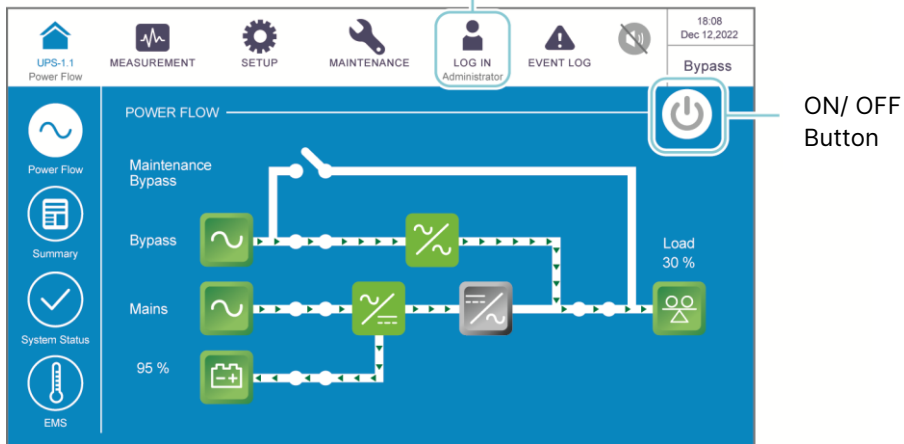 UPS-1.1
Power Flow
MEASUREMENT
SETUP
MAINTENANCE
LOG IN
Administrator
EVENT LOG
18:08
Dec 12,2022
Bypass
ON/ OFF
Button
POWER FLOW
Power Flow
Maintenance
Bypass
Summary
Bypass
Load
30 %
System Status
Mains
95 %
EMS